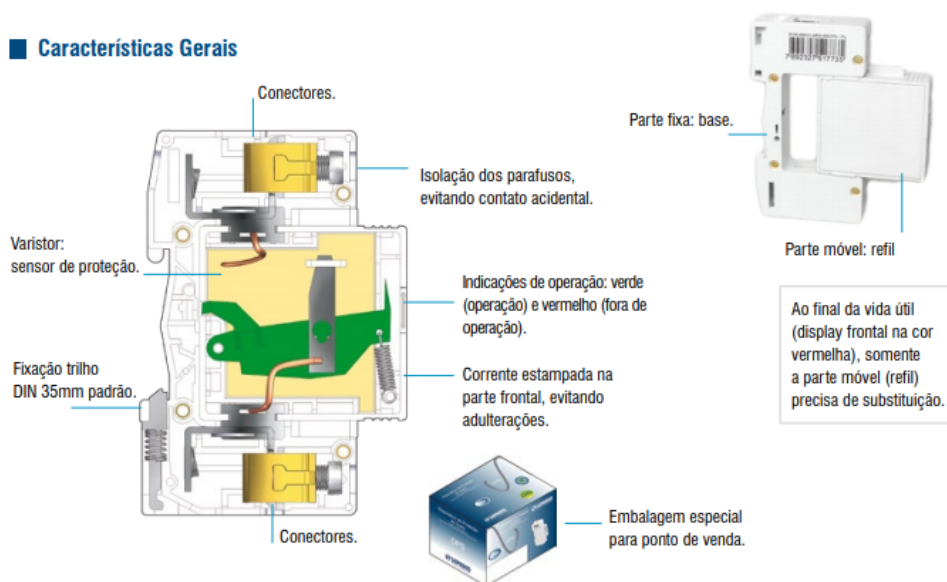 Características Gerais
Conectores.
Parte fixa: base.
Isolação dos parafusos,
evitando contato acidental.
Varistor:
sensor de proteção.
Parte móvel: refil
Indicações de operação: verde
(operação) e vermelho (fora de
operação).
Ao final da vida útil
(display frontal na cor
vermelha), somente
a parte móvel (refil)
precisa de substituição.
Fixação trilho
DIN 35mm padrão.
Corrente estampada na
parte frontal, evitando
adulterações.
Embalagem especial
para ponto de venda.
Conectores.